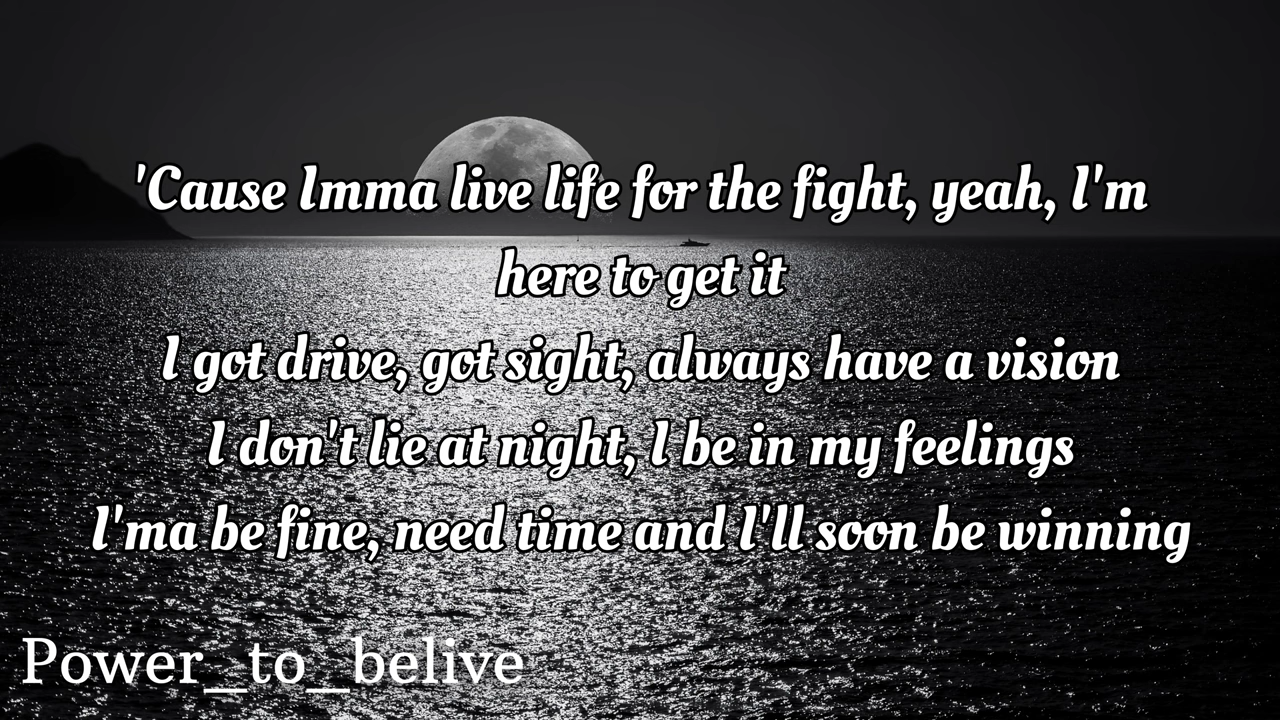 'Cause Imma live life for the fight, yeah, I'm
here to get it
I got drive, got sight, always have a vision
I don't lie at night, I be in my feelings
I'ma be fine, need time and I'll soon be winning
Power_to_belive